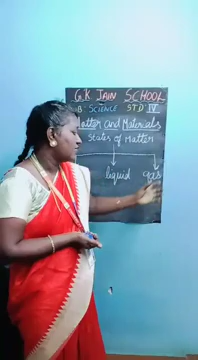 G.K JAIN SCHOOL
B: SCIENCE STD IV
Matter and Materials
States of Matter
liquid gas